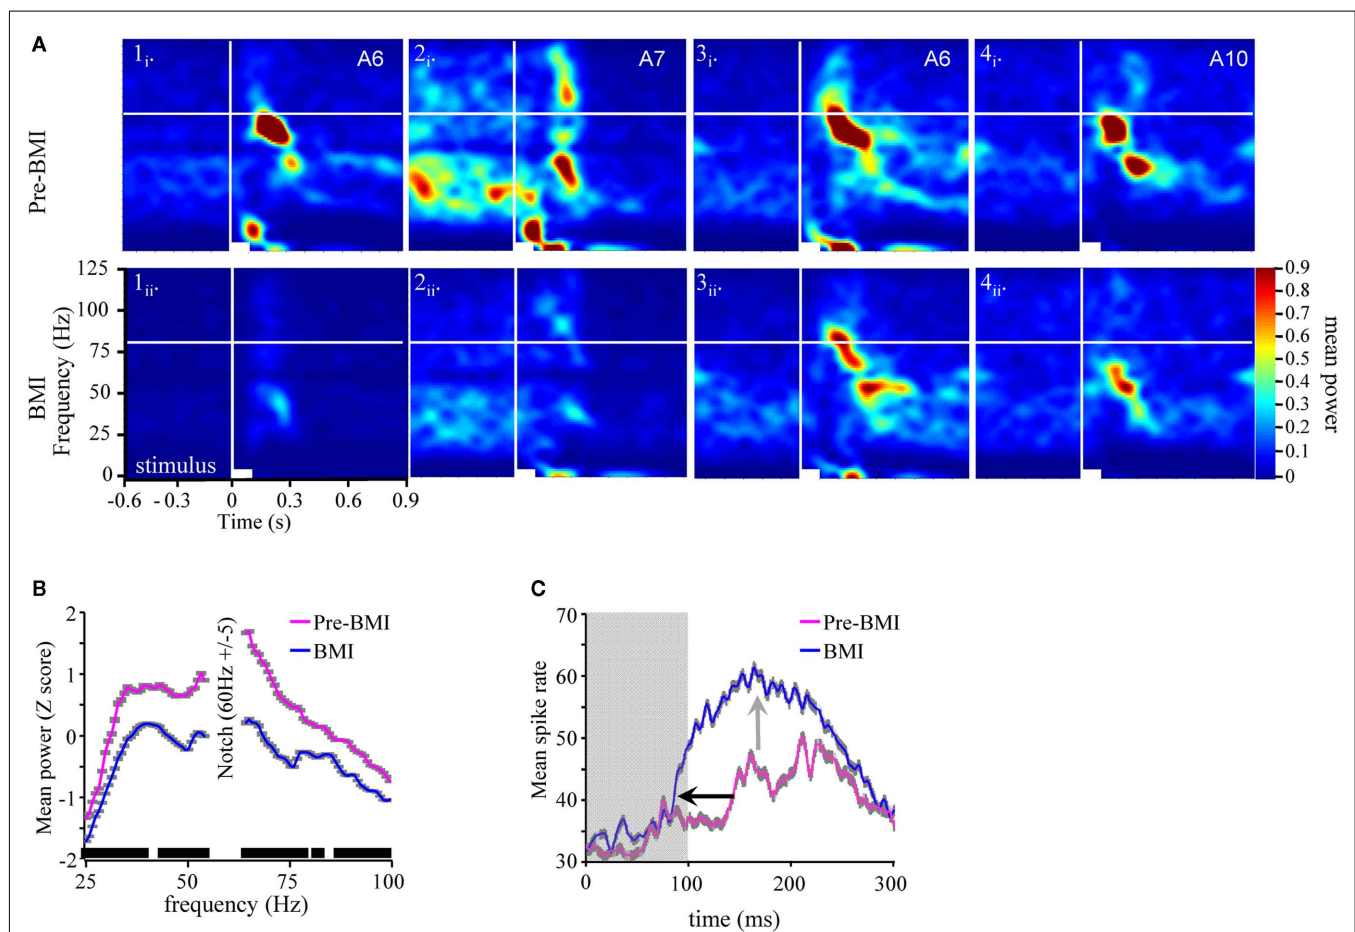 A
1i. A6
2i. A7
3i. A6
4i. A10
Pre-BMI
BMI
Frequency (Hz)
125
100
75
50
25
0
1ii.
2ii.
3ii.
4ii.
stimulus
-0.6 -0.3 0 0.3 0.6 0.9
Time (s)
0.9
0.8
0.7
0.6
0.5
0.4
0.3
0.2
0.1
0
mean power
B
Mean power (Z score)
2
1
0
-1
-2
Notch (60Hz +/-5)
Pre-BMI
BMI
25 50 75 100
frequency (Hz)
C
Mean spike rate
70
60
50
40
30
Pre-BMI
BMI
0 100 200 300
time (ms)